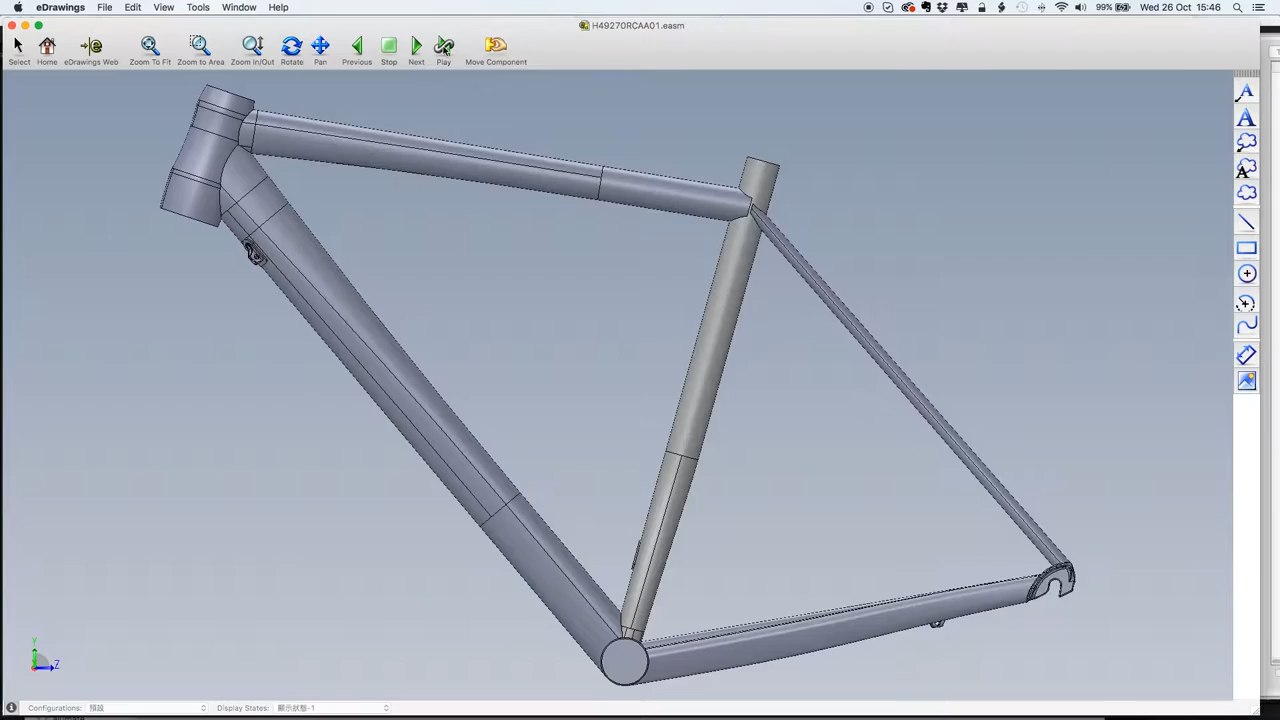 eDrawings File Edit View Tools Window Help 99% Wed 26 Oct 15:46
H49270RCAA01.easm
Select Home eDrawings Web Zoom To Fit Zoom to Area Zoom In/Out Rotate Pan Previous Stop Next Play Move Component
A
A
A
Y
Z
Configurations: 預設 Display States: 顯示狀態-1